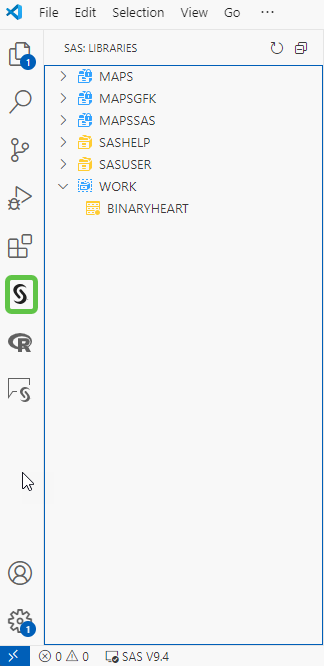 File Edit Selection View Go ...
SAS: LIBRARIES
1
MAPS
MAPSGFK
MAPSSAS
SASHELP
SASUSER
WORK
BINARYHEART
R
1
0 0 SAS V9.4